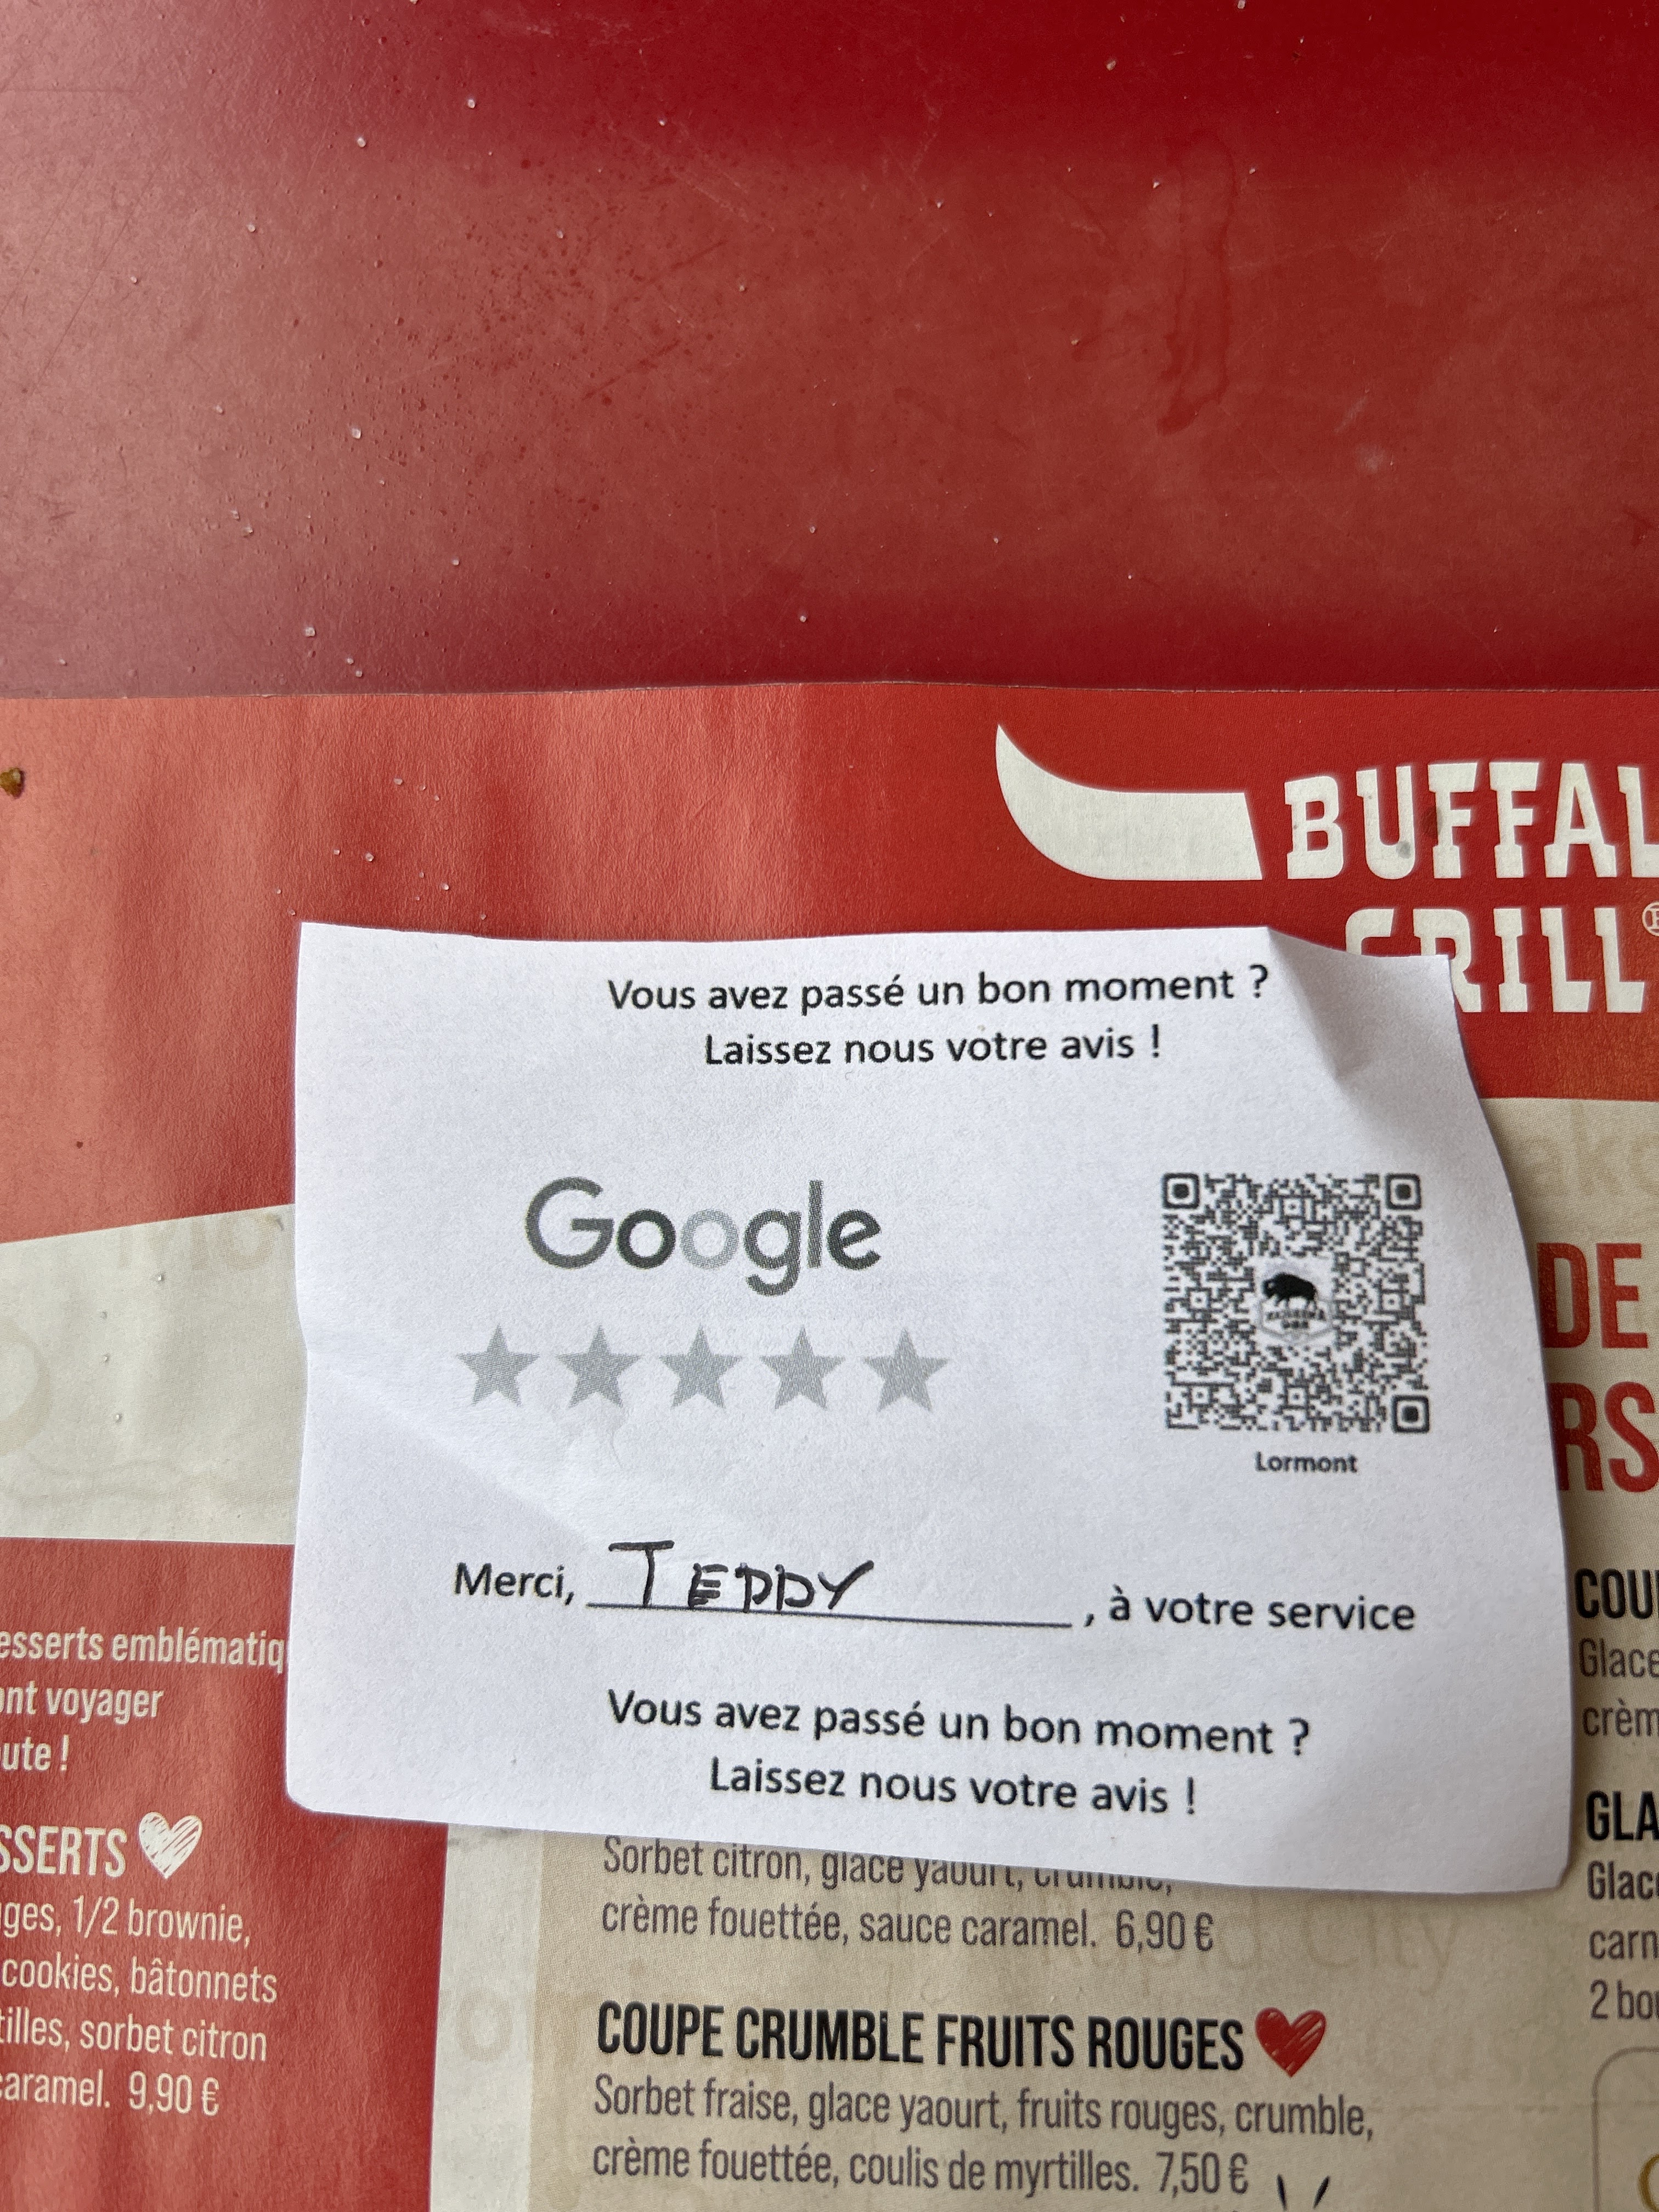 BUFFAL
GRILL
Vous avez passé un bon moment ?
Laissez nous votre avis !
Google
Lormont
Merci, TEDDY, à votre service
Vous avez passé un bon moment ?
Laissez nous votre avis !
esserts emblématiq
ont voyager
oute !
SSERTS
ges, 1/2 brownie,
cookies, bâtonnets
tilles, sorbet citron
caramel. 9,90 €
Sorbet citron, glace yaourt, crumble,
crème fouettée, sauce caramel. 6,90 €
COUPE CRUMBLE FRUITS ROUGES
Sorbet fraise, glace yaourt, fruits rouges, crumble,
crème fouettée, coulis de myrtilles. 7,50 €
DE
RS
COU
Glace
crèm
GLA
Glac
carn
2 bou